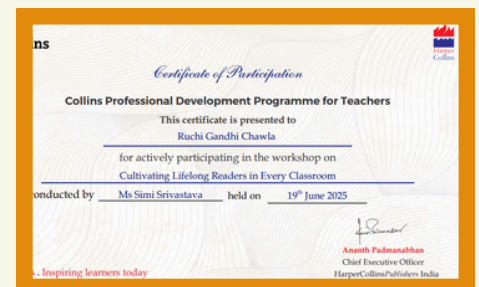 ns
Harper
Collins
Certificate of Participation
Collins Professional Development Programme for Teachers
This certificate is presented to
Ruchi Gandhi Chawla
for actively participating in the workshop on
Cultivating Lifelong Readers in Every Classroom
onducted by Ms Simi Srivastava held on 19th June 2025
Ananth Padmanabhan
Chief Executive Officer
. Inspiring learners today
HarperCollinsPublishers India